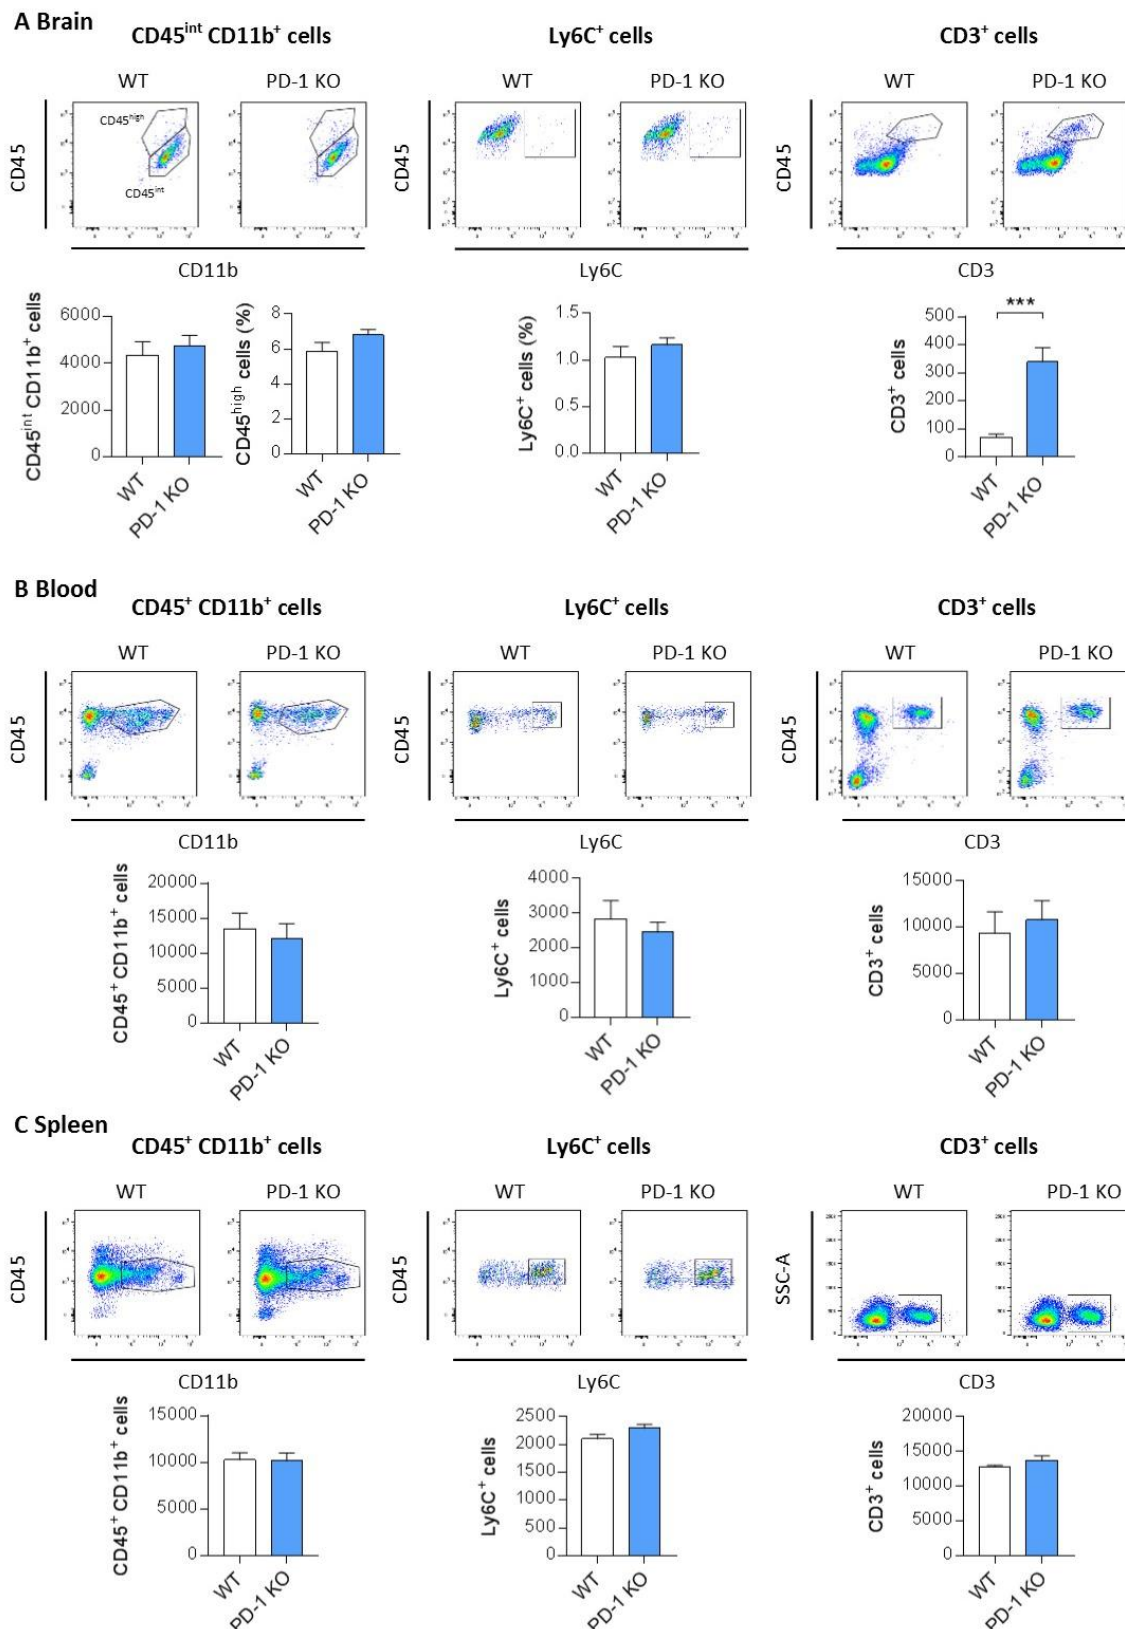 A Brain
CD45int CD11b+ cells
Ly6C+ cells
CD3+ cells
WT
PD-1 KO
WT
PD-1 KO
WT
PD-1 KO
CD45
CD45high
CD45int
CD45
CD45
CD11b
Ly6C
CD3
CD45int CD11b+ cells
6000
4000
2000
0
WT
PD-1 KO
CD45high cells (%)
8
6
4
2
0
WT
PD-1 KO
Ly6C+ cells (%)
1.5
1.0
0.5
0.0
WT
PD-1 KO
CD3+ cells
500
400
300
200
100
0
***
WT
PD-1 KO
B Blood
CD45+ CD11b+ cells
Ly6C+ cells
CD3+ cells
WT
PD-1 KO
WT
PD-1 KO
WT
PD-1 KO
CD45
CD45
CD45
CD11b
Ly6C
CD3
CD45+ CD11b+ cells
20000
15000
10000
5000
0
WT
PD-1 KO
Ly6C+ cells
4000
3000
2000
1000
0
WT
PD-1 KO
CD3+ cells
15000
10000
5000
0
WT
PD-1 KO
C Spleen
CD45+ CD11b+ cells
Ly6C+ cells
CD3+ cells
WT
PD-1 KO
WT
PD-1 KO
WT
PD-1 KO
CD45
CD45
SSC-A
CD11b
Ly6C
CD3
CD45+ CD11b+ cells
15000
10000
5000
0
WT
PD-1 KO
Ly6C+ cells
2500
2000
1500
1000
500
0
WT
PD-1 KO
CD3+ cells
20000
15000
10000
5000
0
WT
PD-1 KO